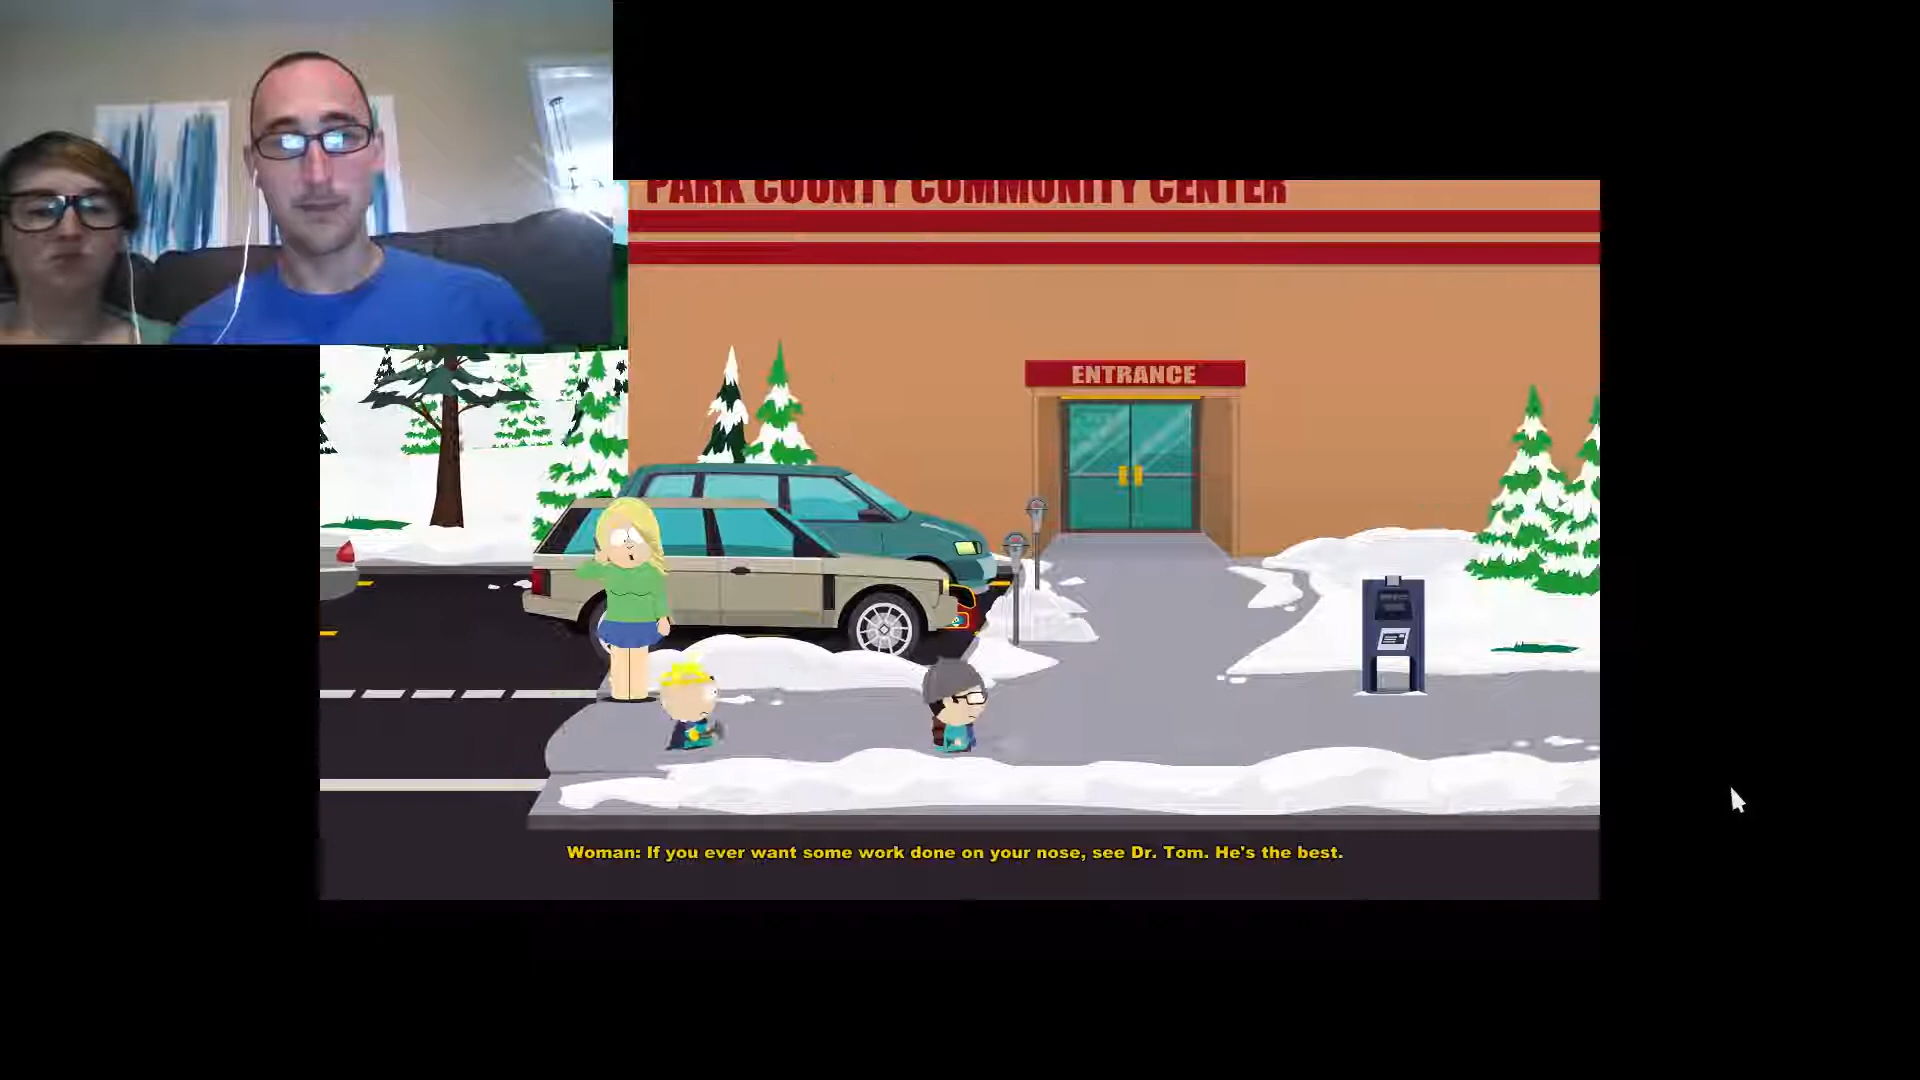 PARK COUNTY COMMUNITY CENTER
ENTRANCE
Woman: If you ever want some work done on your nose, see Dr. Tom. He's the best.